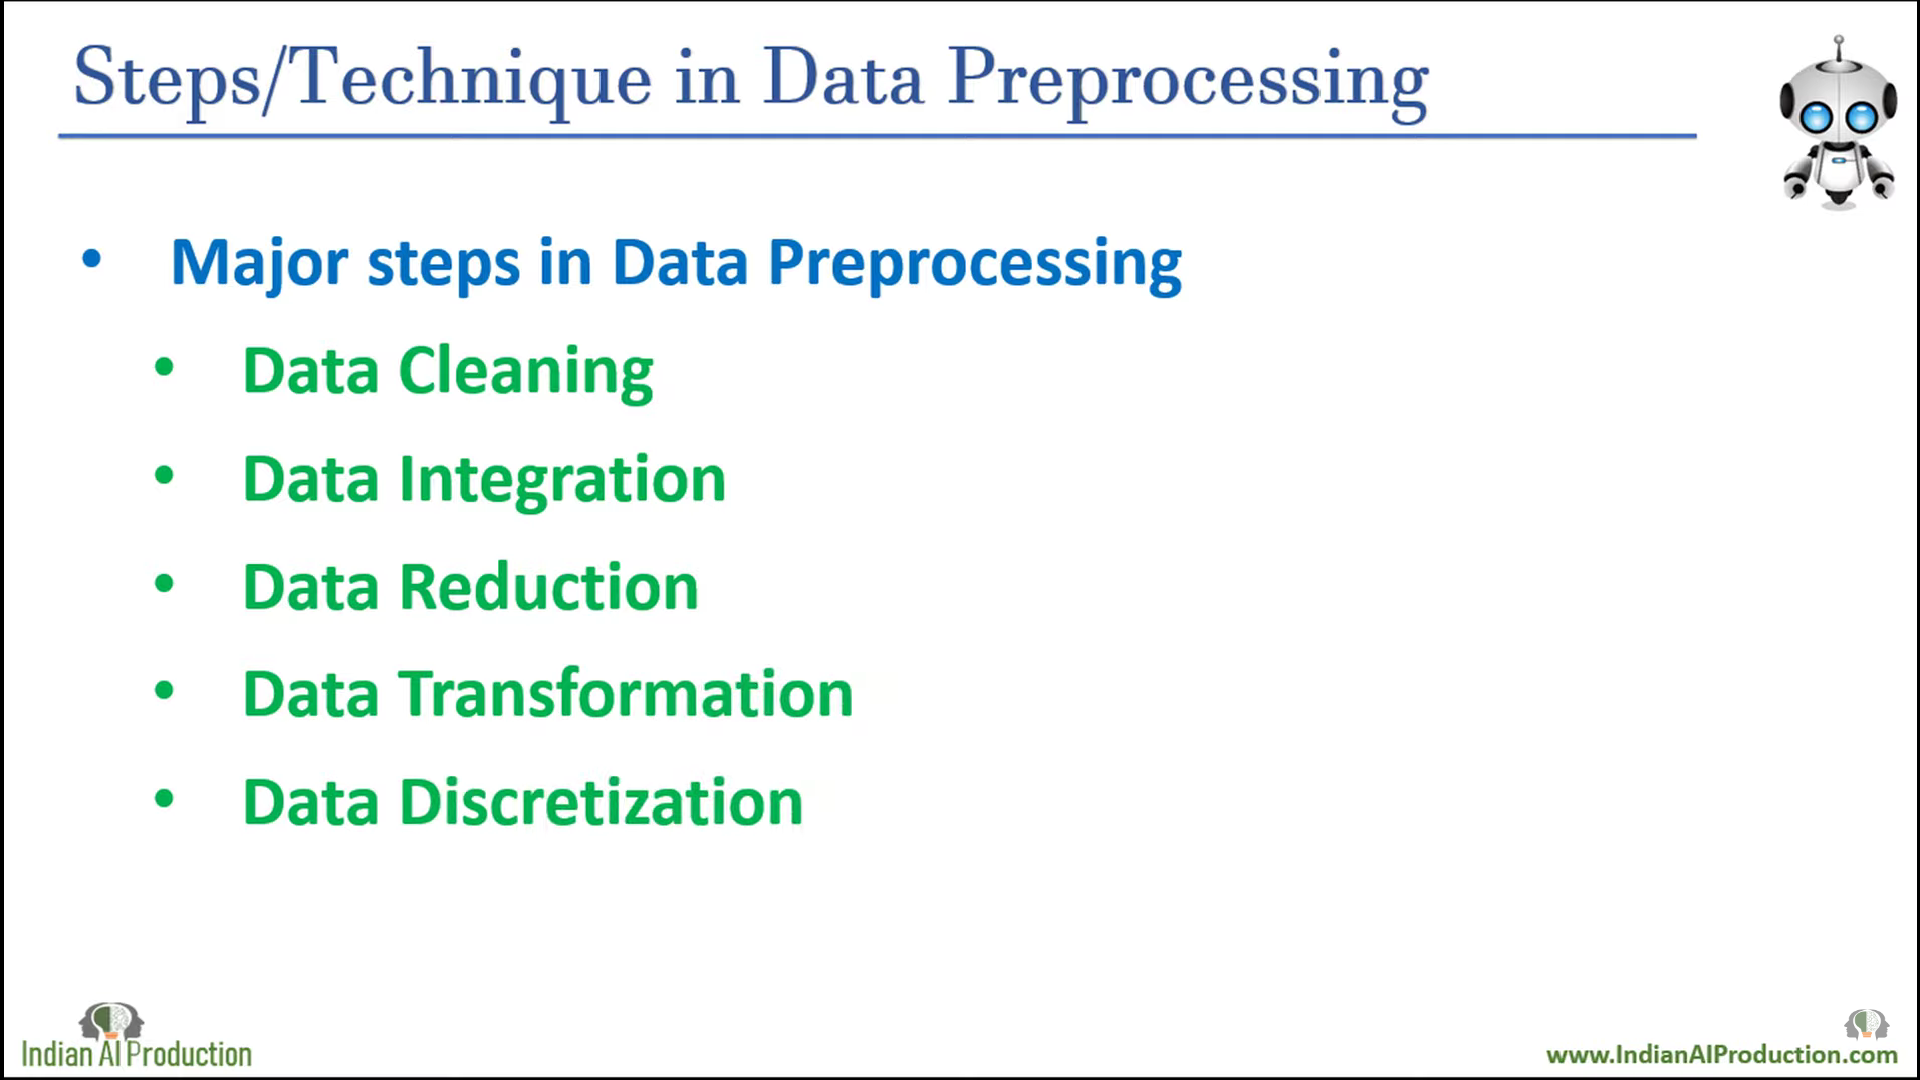 Steps/Technique in Data Preprocessing
• Major steps in Data Preprocessing
• Data Cleaning
• Data Integration
• Data Reduction
• Data Transformation
• Data Discretization
Indian AI Production
www.IndianAIProduction.com